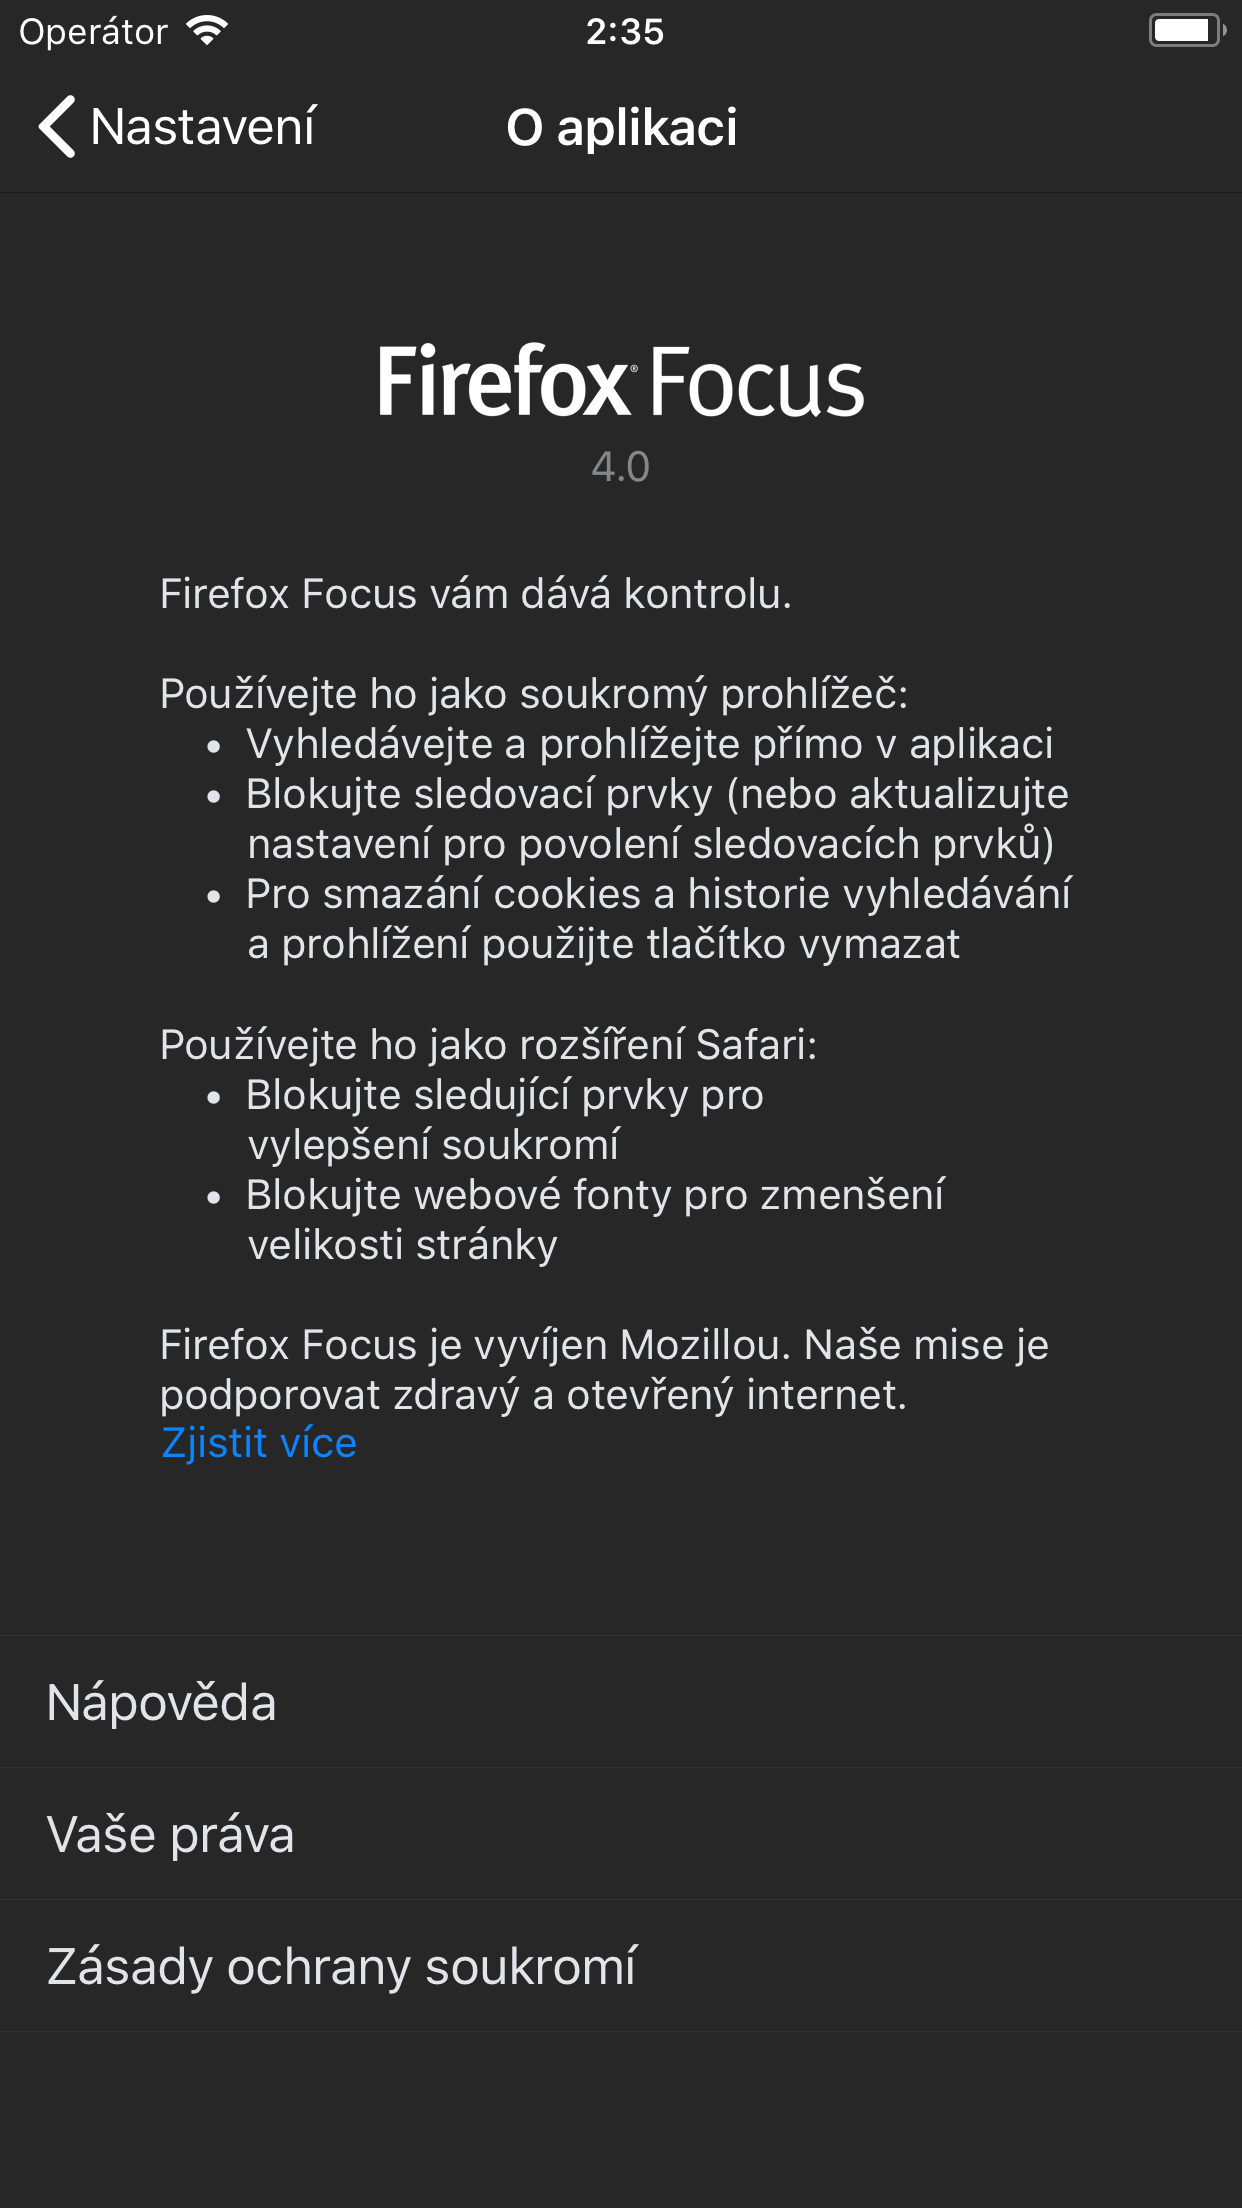 Operátor
2:35
Nastavení
O aplikaci
Firefox® Focus
4.0
Firefox Focus vám dává kontrolu.
Používejte ho jako soukromý prohlížeč:
• Vyhledávejte a prohlížejte přímo v aplikaci
• Blokujte sledovací prvky (nebo aktualizujte
nastavení pro povolení sledovacích prvků)
• Pro smazání cookies a historie vyhledávání
a prohlížení použijte tlačítko vymazat
Používejte ho jako rozšíření Safari:
• Blokujte sledující prvky pro
vylepšení soukromí
• Blokujte webové fonty pro zmenšení
velikosti stránky
Firefox Focus je vyvíjen Mozillou. Naše mise je
podporovat zdravý a otevřený internet.
Zjistit více
Nápověda
Vaše práva
Zásady ochrany soukromí